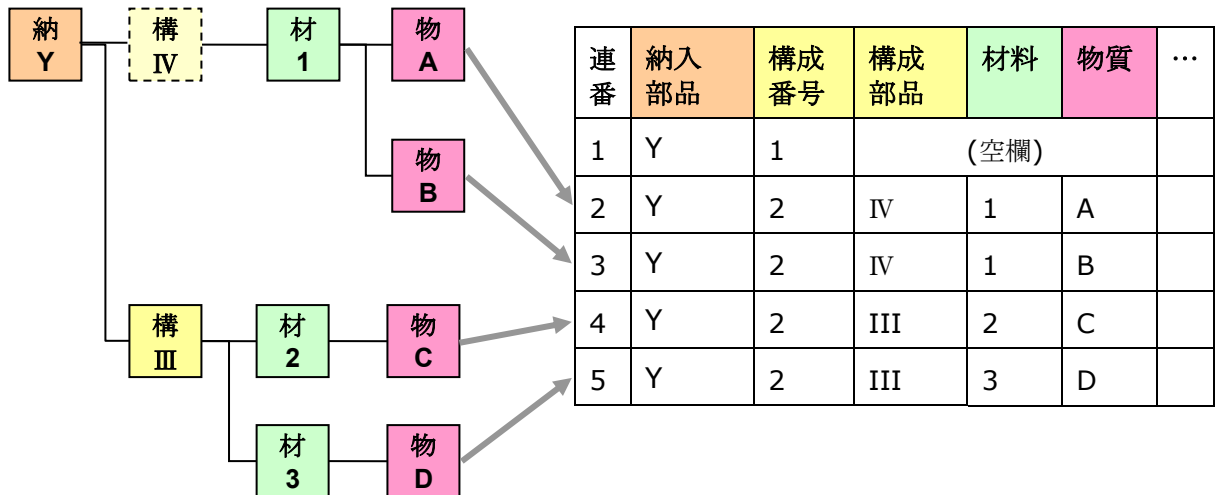 納
Y
構
Ⅳ
材
1
物
A
物
B
構
Ⅲ
材
2
物
C
材
3
物
D
連番 納入部品 構成番号 構成部品 材料 物質 …
1 Y 1 (空欄)
2 Y 2 Ⅳ 1 A
3 Y 2 Ⅳ 1 B
4 Y 2 III 2 C
5 Y 2 III 3 D